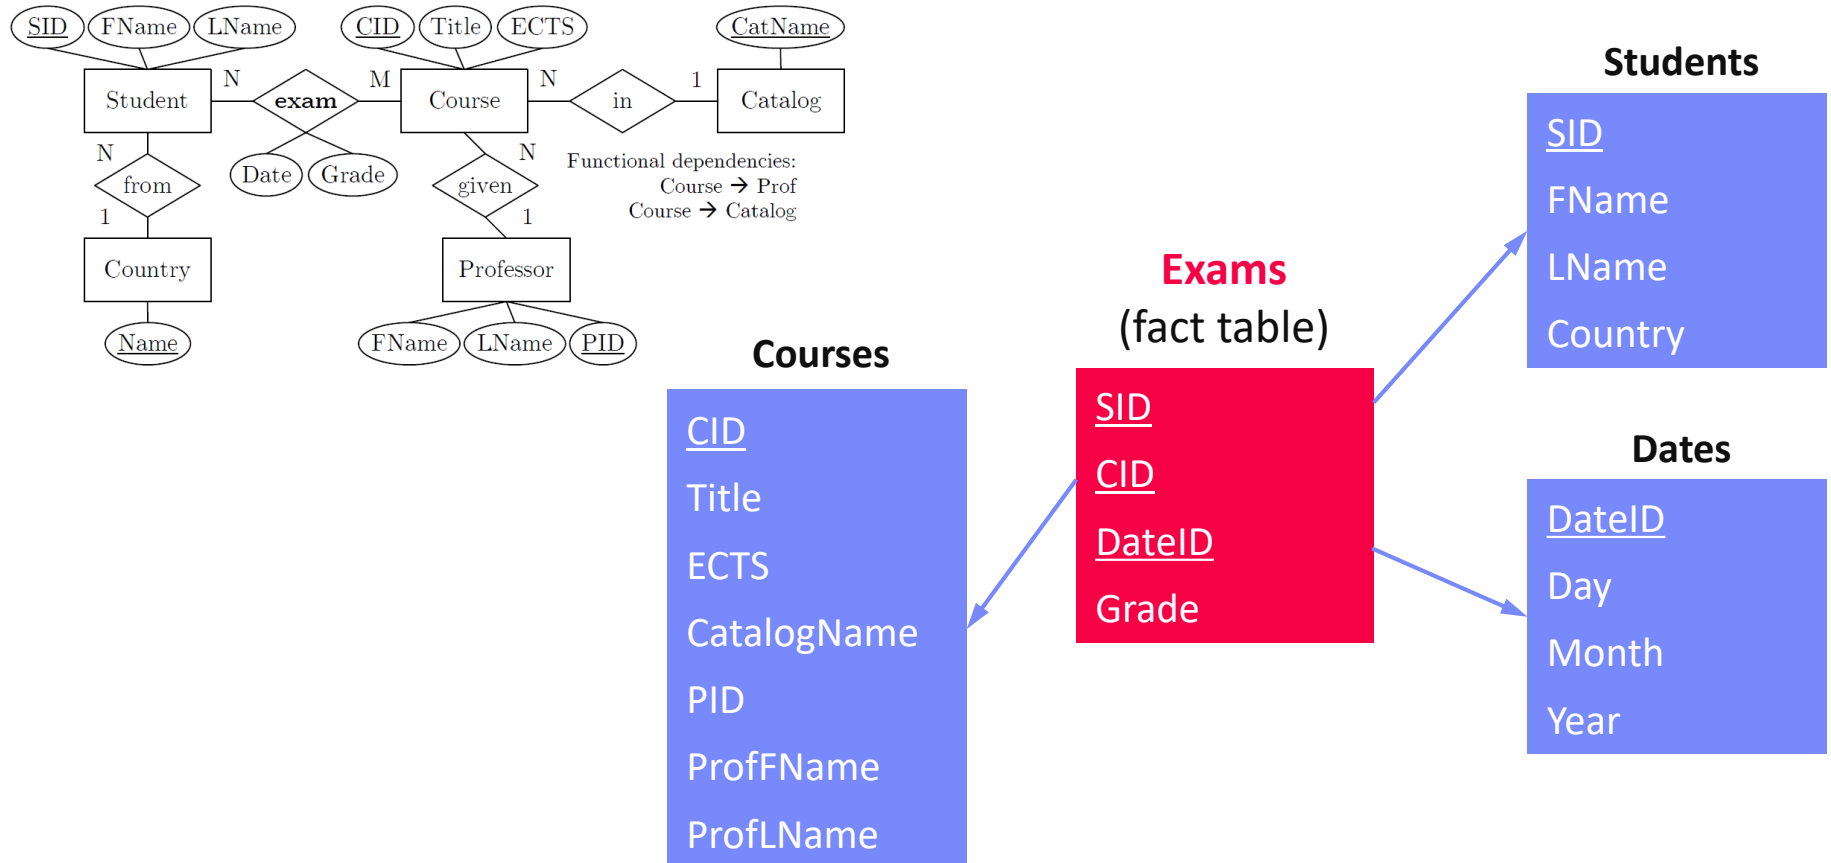 SID
FName
LName
CID
Title
ECTS
CatName
Student
N
exam
M
Course
N
in
1
Catalog
N
from
1
Date
Grade
N
given
1
Functional dependencies:
Course → Prof
Course → Catalog
Country
Professor
Name
FName
LName
PID
Courses
CID
Title
ECTS
CatalogName
PID
ProfFName
ProfLName
Exams
(fact table)
SID
CID
DateID
Grade
Students
SID
FName
LName
Country
Dates
DateID
Day
Month
Year